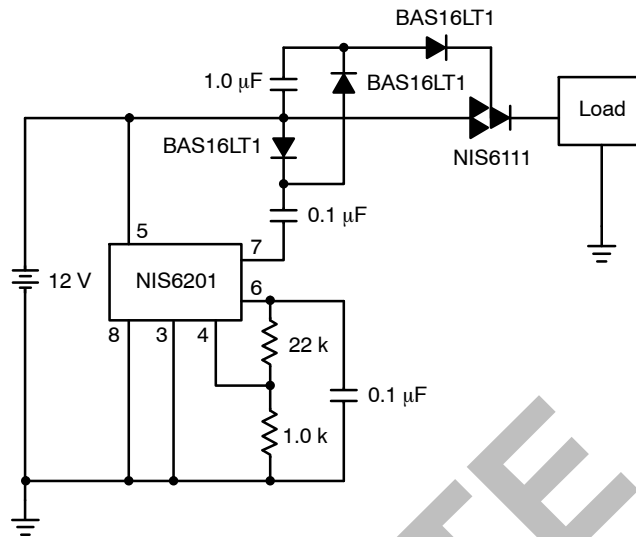 BAS16LT1
1.0 µF
BAS16LT1
Load
BAS16LT1
NIS6111
0.1 µF
5
7
12 V
NIS6201
6
8
3
4
22 k
0.1 µF
1.0 k